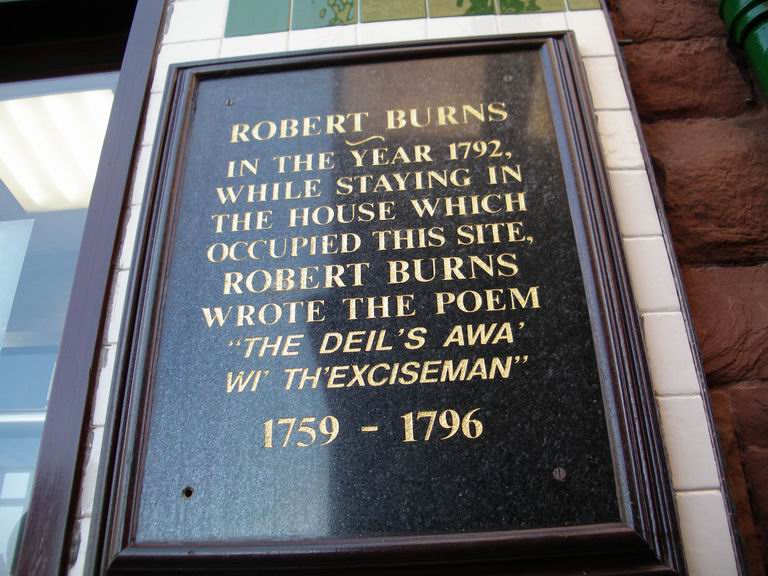 ROBERT BURNS
IN THE YEAR 1792,
WHILE STAYING IN
THE HOUSE WHICH
OCCUPIED THIS SITE,
ROBERT BURNS
WROTE THE POEM
"THE DEIL'S AWA'
WI' TH'EXCISEMAN"
1759 - 1796